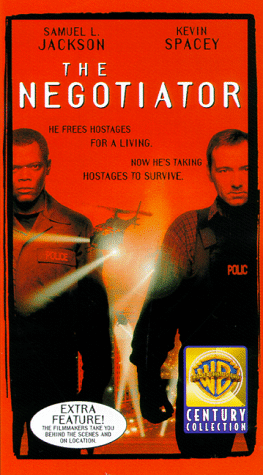 SAMUEL L. JACKSON
KEVIN SPACEY
THE
NEGOTIATOR
HE FREES HOSTAGES
FOR A LIVING.
NOW HE'S TAKING
HOSTAGES TO SURVIVE.
POLICE
POLIC
EXTRA
FEATURE!
THE FILMMAKERS TAKE YOU
BEHIND THE SCENES AND
ON LOCATION.
WB
CENTURY
COLLECTION